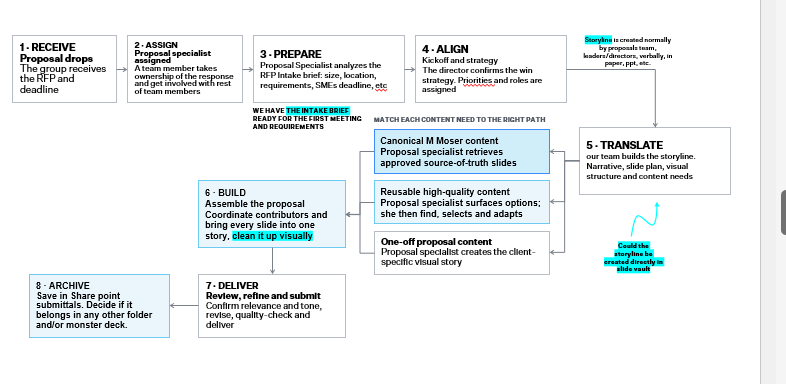 1 · RECEIVE
Proposal drops
The group receives
the RFP and
deadline
2 · ASSIGN
Proposal specialist
assigned
A team member takes
ownership of the response
and get involved with rest
of team members
3 · PREPARE
Proposal Specialist analyzes the
RFP Intake brief: size, location,
requirements, SMEs deadline, etc
4 · ALIGN
Kickoff and strategy
The director confirms the win
strategy. Priorities and roles are
assigned
Storyline is created normally
by proposals team,
leaders/directors, verbally, in
paper, ppt, etc.
WE HAVE THE INTAKE BRIEF
READY FOR THE FIRST MEETING
AND REQUIREMENTS
MATCH EACH CONTENT NEED TO THE RIGHT PATH
Canonical M Moser content
Proposal specialist retrieves
approved source-of-truth slides
5 · TRANSLATE
our team builds the storyline.
Narrative, slide plan, visual
structure and content needs
Reusable high-quality content
Proposal specialist surfaces options;
she then find, selects and adapts
6 · BUILD
Assemble the proposal
Coordinate contributors and
bring every slide into one
story, clean it up visually
One-off proposal content
Proposal specialist creates the client-
specific visual story
Could the
storyline be
created directly in
slide vault
8 · ARCHIVE
Save in Share point
submittals. Decide if it
belongs in any other folder
and/or monster deck.
7 · DELIVER
Review, refine and submit
Confirm relevance and tone,
revise, quality-check and
deliver